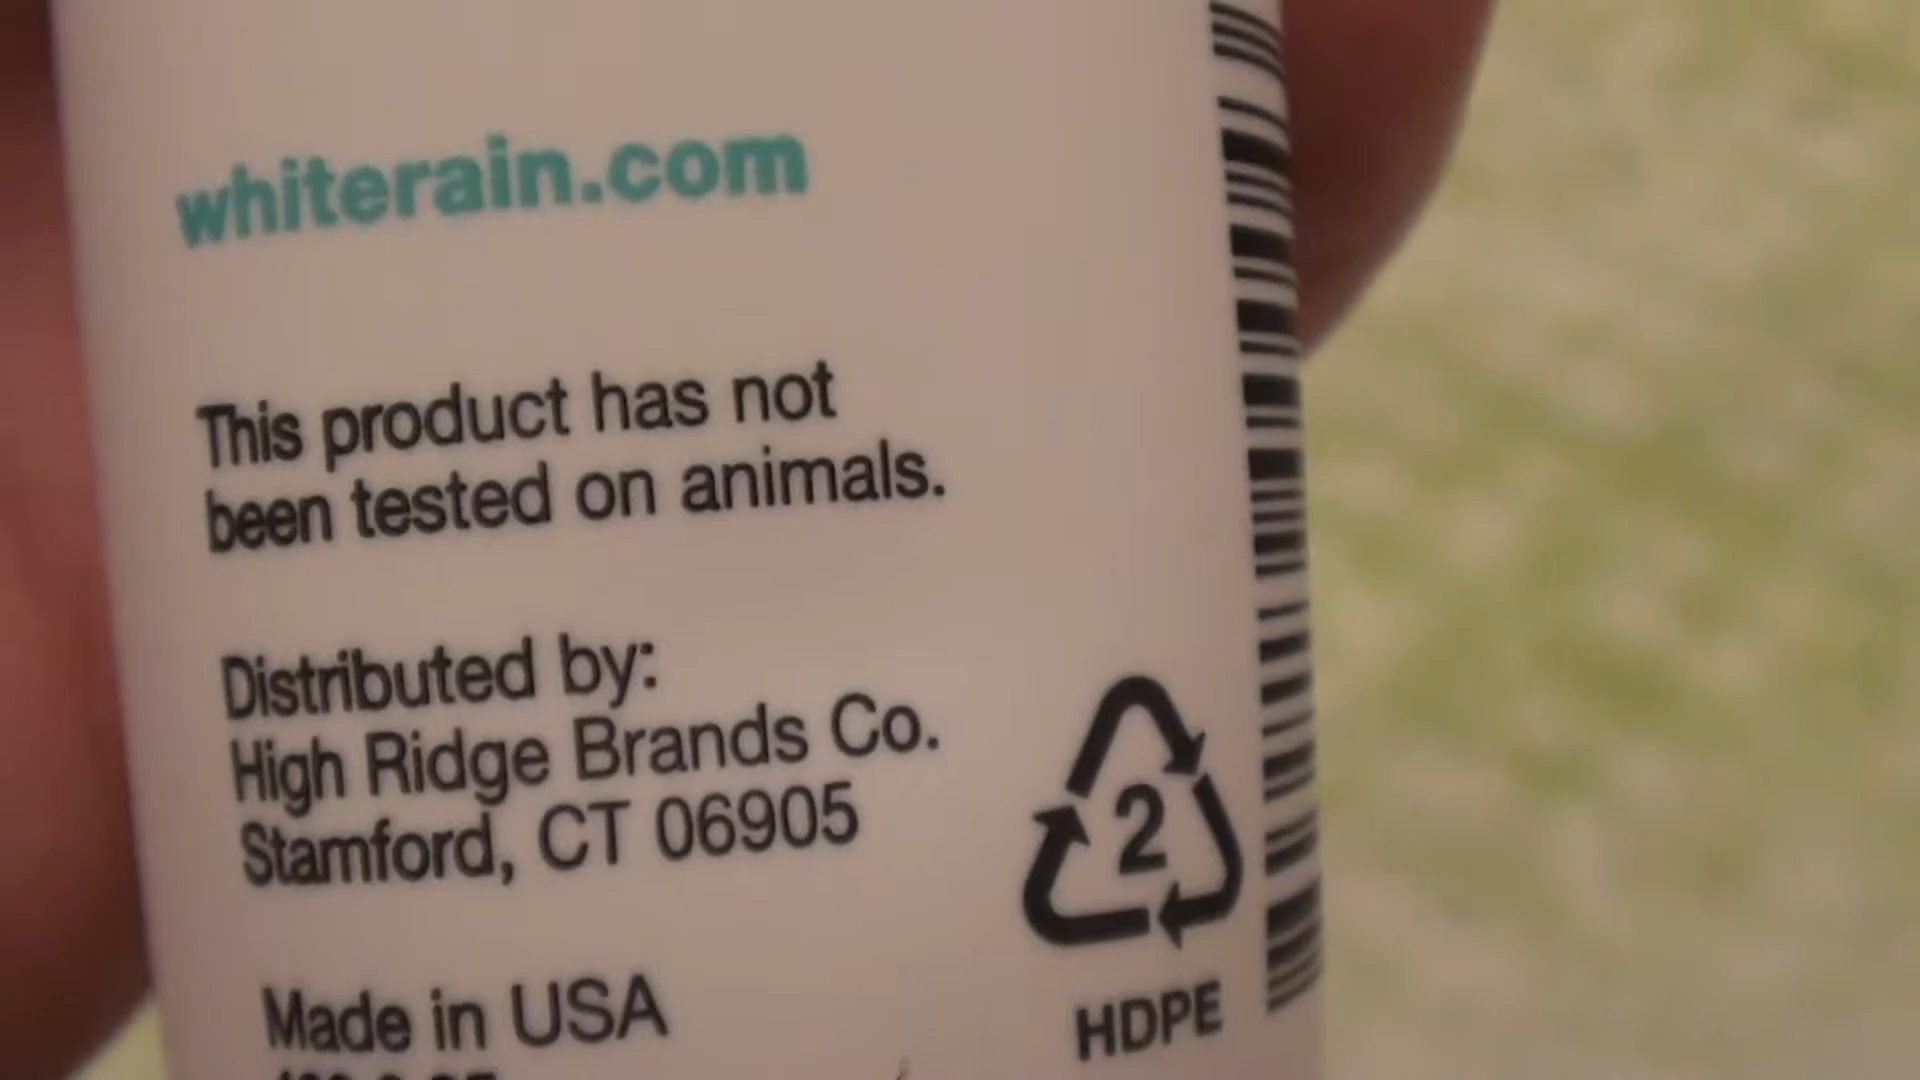 whiterain.com
This product has not
been tested on animals.
Distributed by:
High Ridge Brands Co.
Stamford, CT 06905
2
HDPE
Made in USA